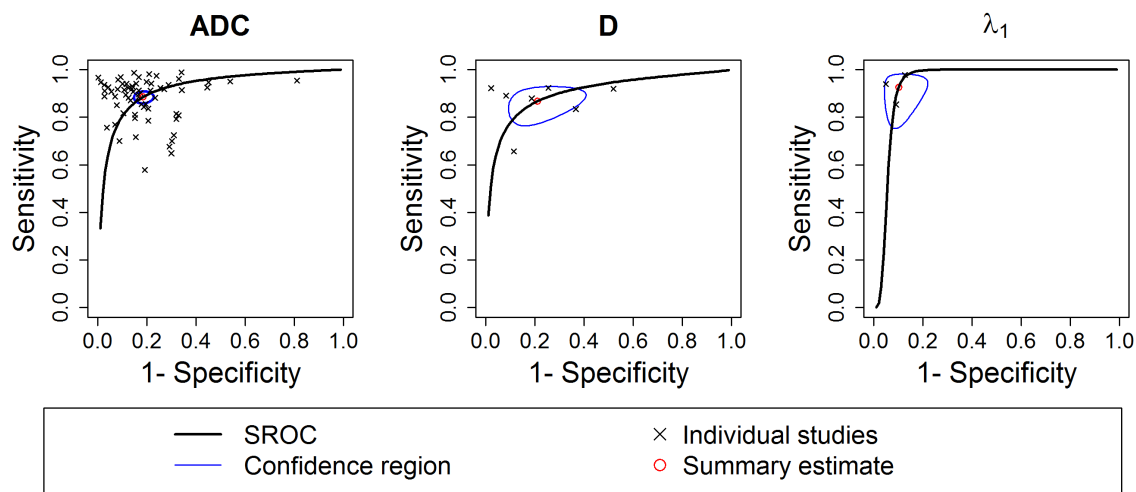 ADC
D
λ1
Sensitivity
0.0 0.2 0.4 0.6 0.8 1.0
0.0 0.2 0.4 0.6 0.8 1.0
1- Specificity
Sensitivity
0.0 0.2 0.4 0.6 0.8 1.0
0.0 0.2 0.4 0.6 0.8 1.0
1- Specificity
Sensitivity
0.0 0.2 0.4 0.6 0.8 1.0
0.0 0.2 0.4 0.6 0.8 1.0
1- Specificity
SROC
Individual studies
Confidence region
Summary estimate